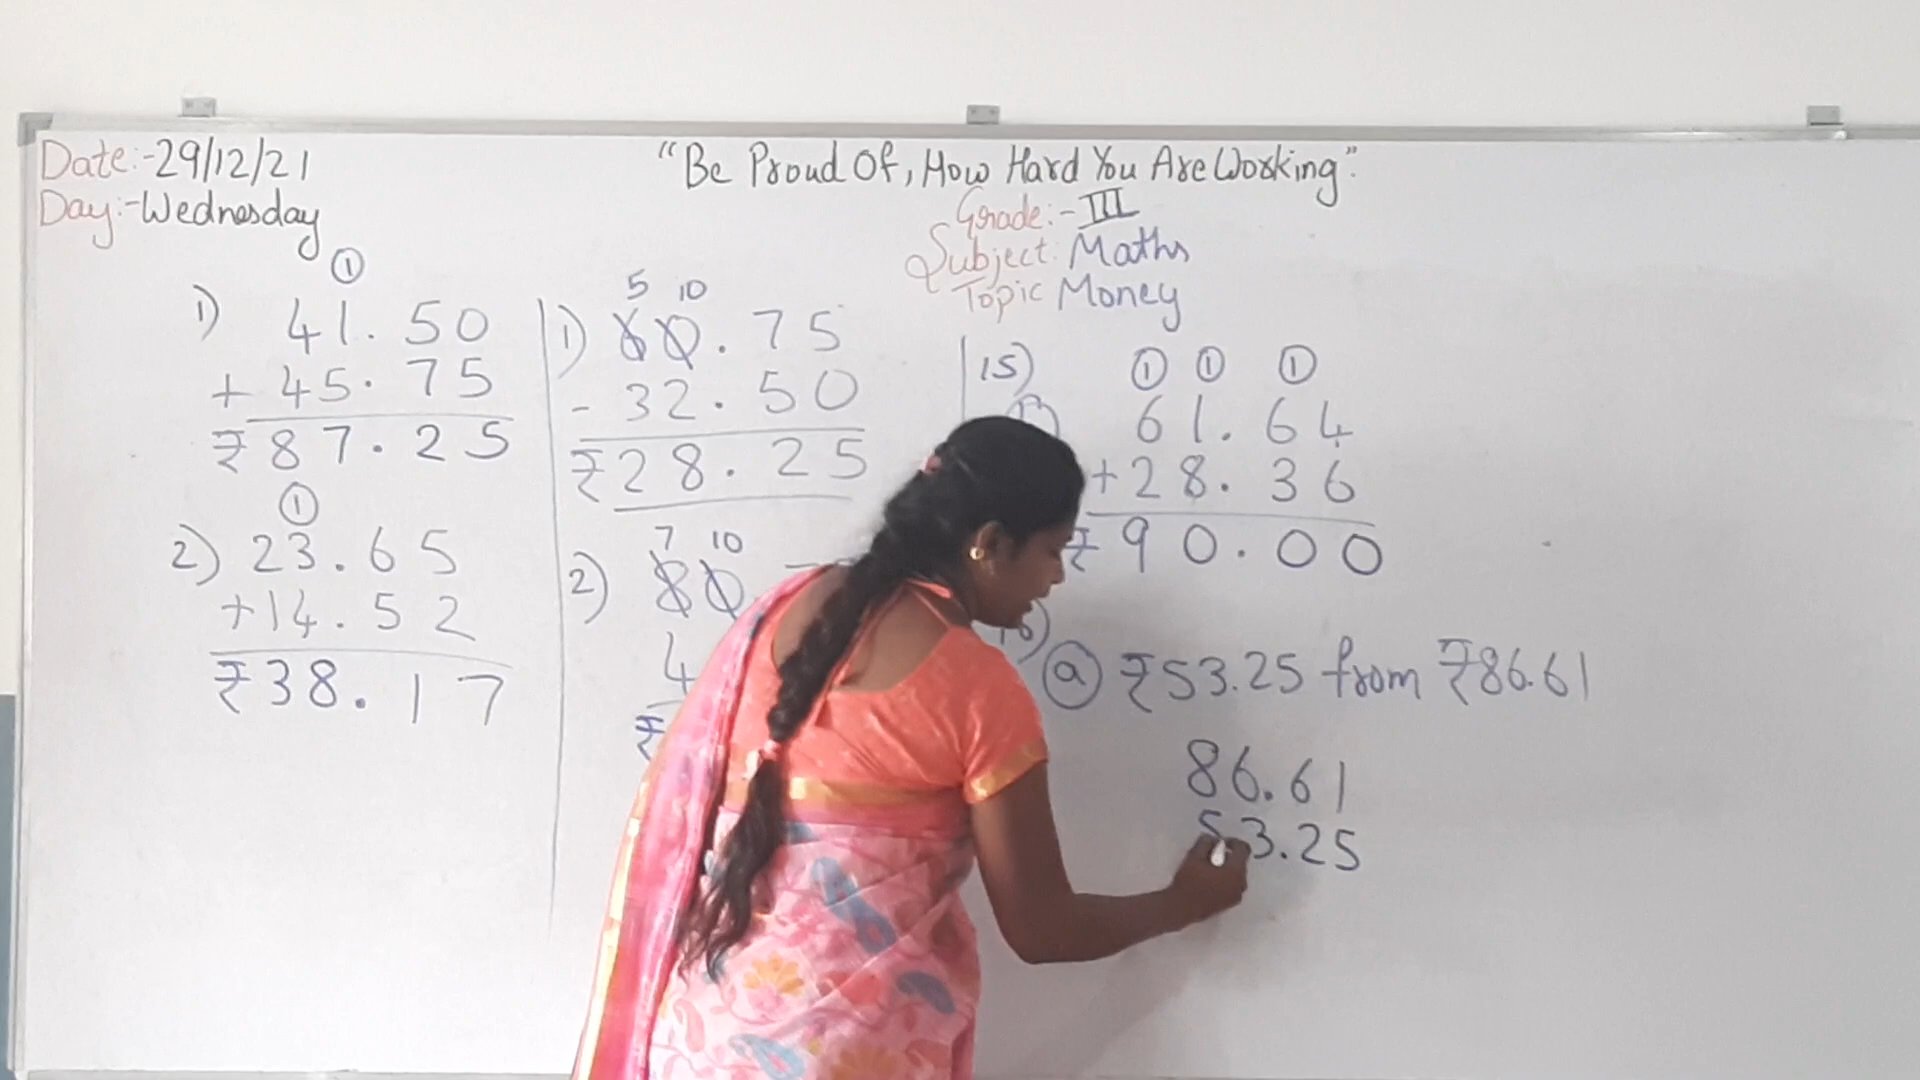 Date:-29/12/21
Day:-Wednesday
"Be Proud Of, How Hard You Are Working".
Grade:-III
Subject: Maths
Topic Money
①
1) 41.50
+ 45.75
₹87.25
①
2) 23.65
+14.52
₹38.17
5 10
1) 60.75
- 32.50
₹28.25
7 10
2) 80
4
₹
15) ① ① ①
61.64
+28.36
₹90.00
ⓐ ₹53.25 from ₹86.61
86.61
53.25